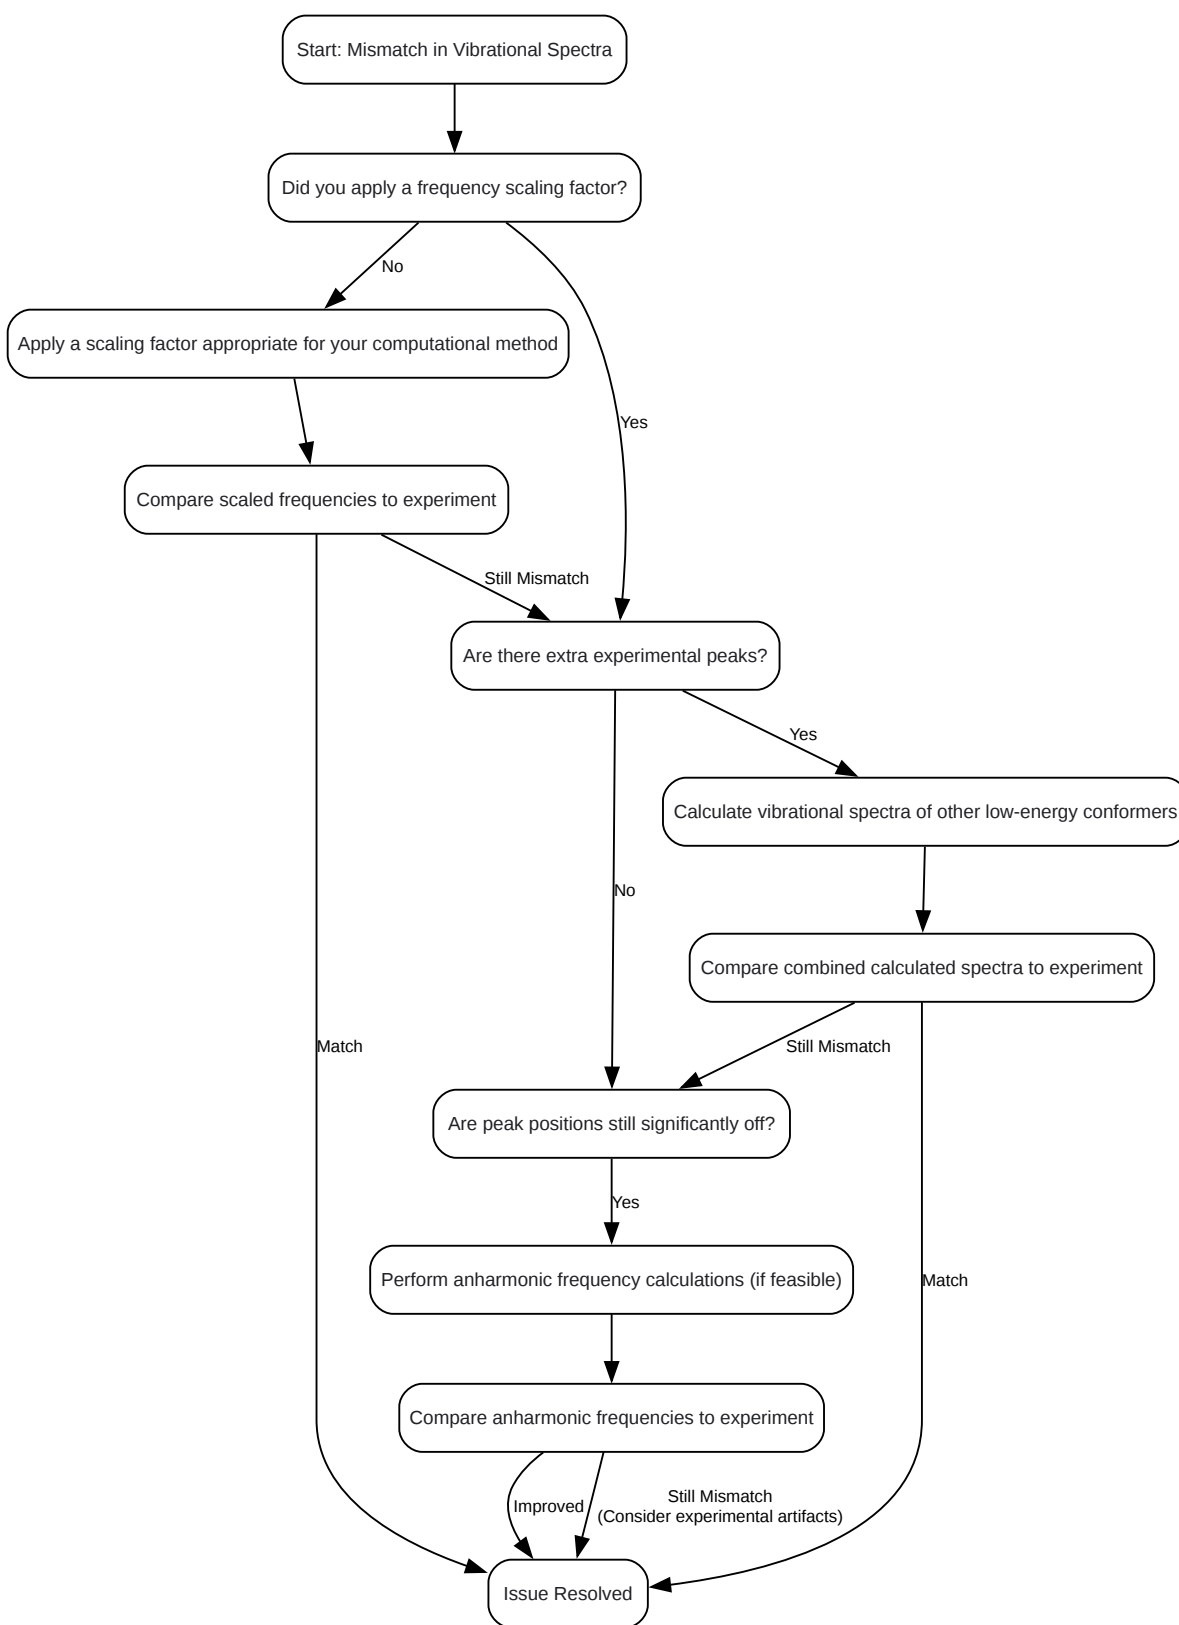 Start: Mismatch in Vibrational Spectra
Did you apply a frequency scaling factor?
No
Apply a scaling factor appropriate for your computational method
Yes
Compare scaled frequencies to experiment
Still Mismatch
Are there extra experimental peaks?
Yes
Calculate vibrational spectra of other low-energy conformers
No
Compare combined calculated spectra to experiment
Match
Still Mismatch
Are peak positions still significantly off?
Yes
Perform anharmonic frequency calculations (if feasible)
Match
Compare anharmonic frequencies to experiment
Improved
Still Mismatch
(Consider experimental artifacts)
Issue Resolved